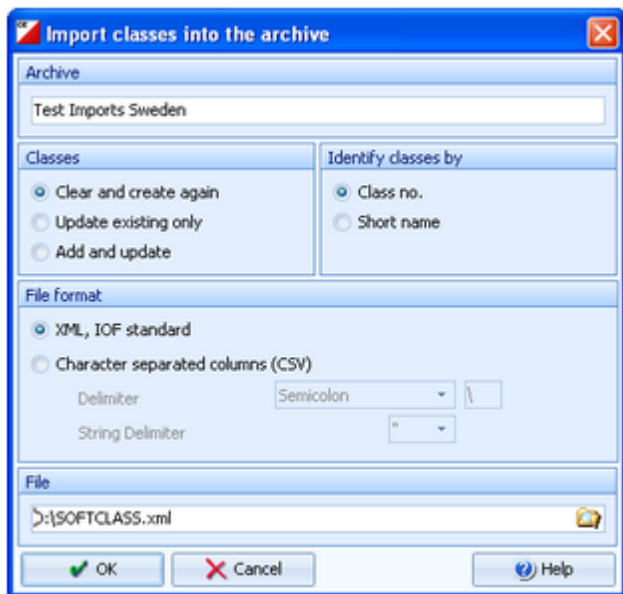 Import classes into the archive
Archive
Test Imports Sweden
Classes
Clear and create again
Update existing only
Add and update
Identify classes by
Class no.
Short name
File format
XML, IOF standard
Character separated columns (CSV)
Delimiter Semicolon \
String Delimiter "
File
D:\SOFTCLASS.xml
OK Cancel Help